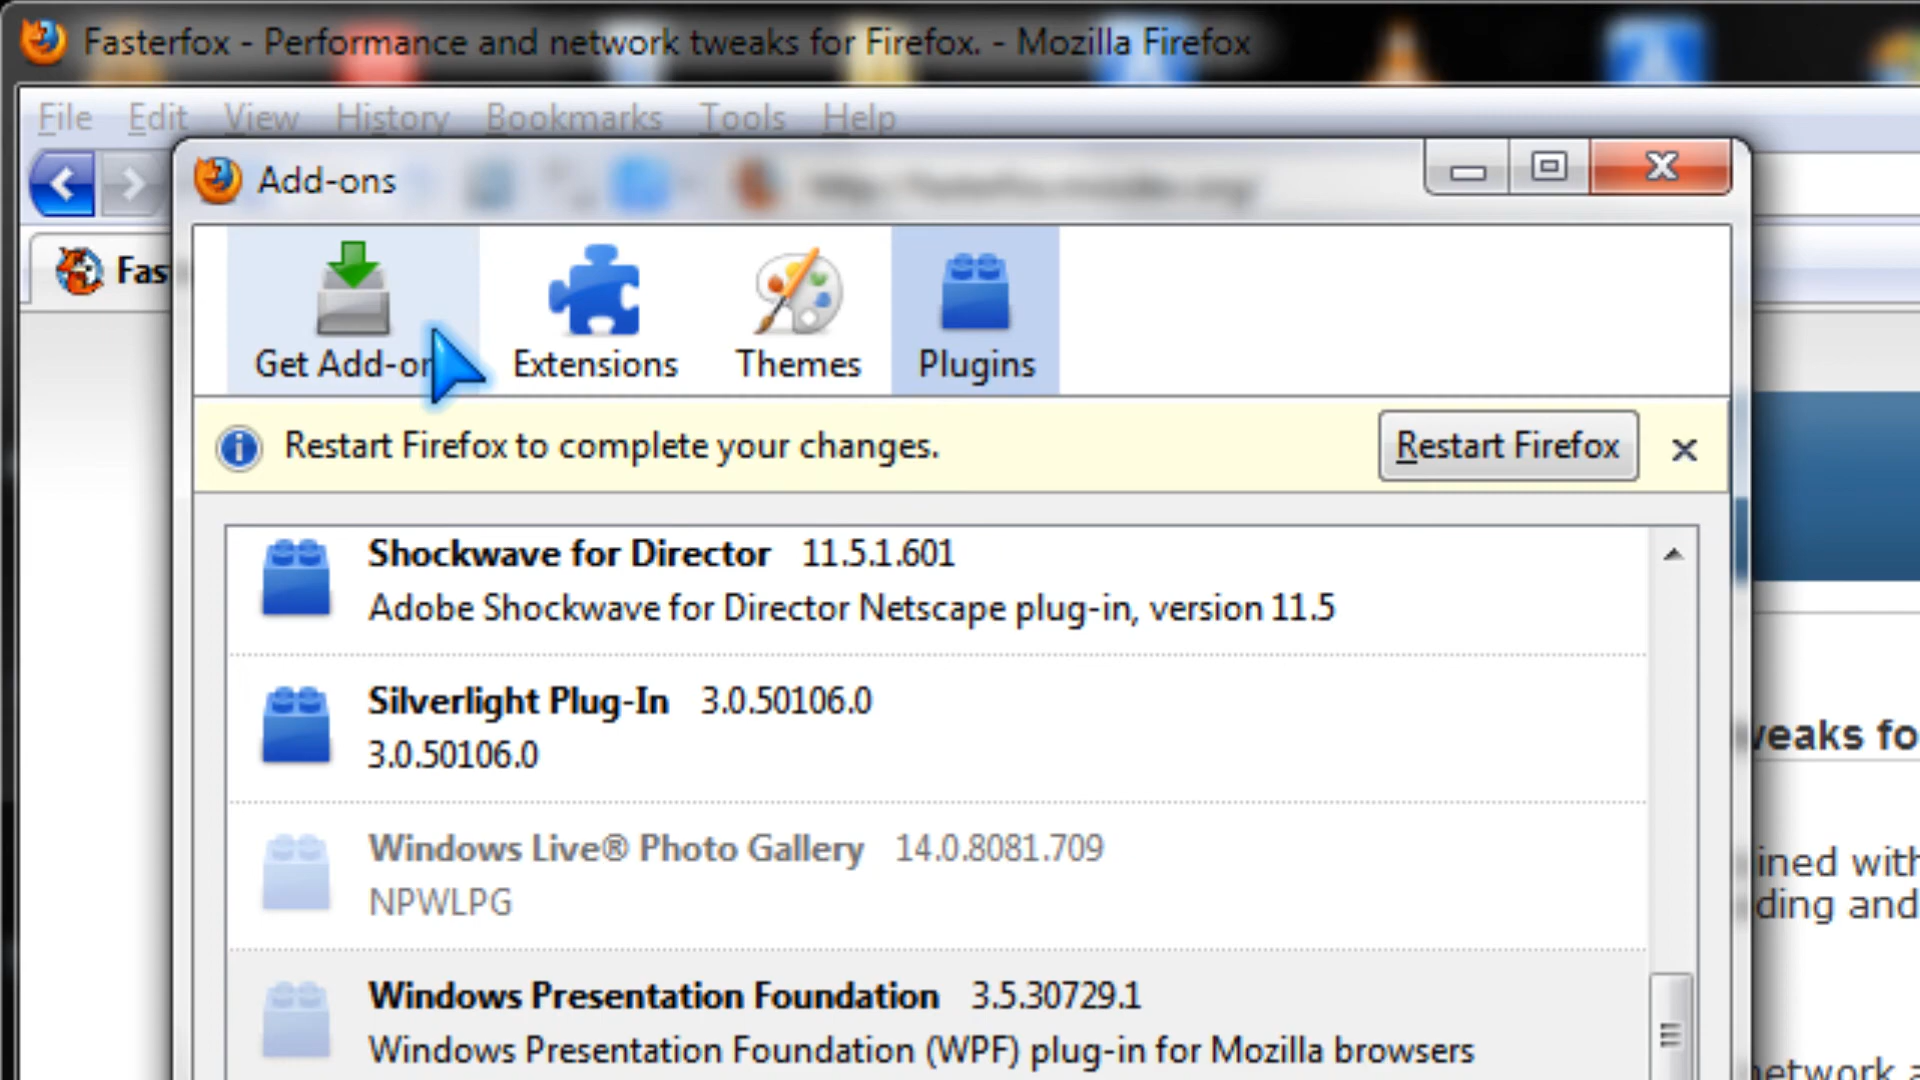 Fasterfox - Performance and network tweaks for Firefox. - Mozilla Firefox
File Edit View History Bookmarks Tools Help
Add-ons
Fas
Get Add-on
Extensions
Themes
Plugins
Restart Firefox to complete your changes.
Restart Firefox
Shockwave for Director 11.5.1.601
Adobe Shockwave for Director Netscape plug-in, version 11.5
Silverlight Plug-In 3.0.50106.0
3.0.50106.0
Windows Live® Photo Gallery 14.0.8081.709
NPWLPG
Windows Presentation Foundation 3.5.30729.1
Windows Presentation Foundation (WPF) plug-in for Mozilla browsers
weaks fo
ined with
ding and
network a